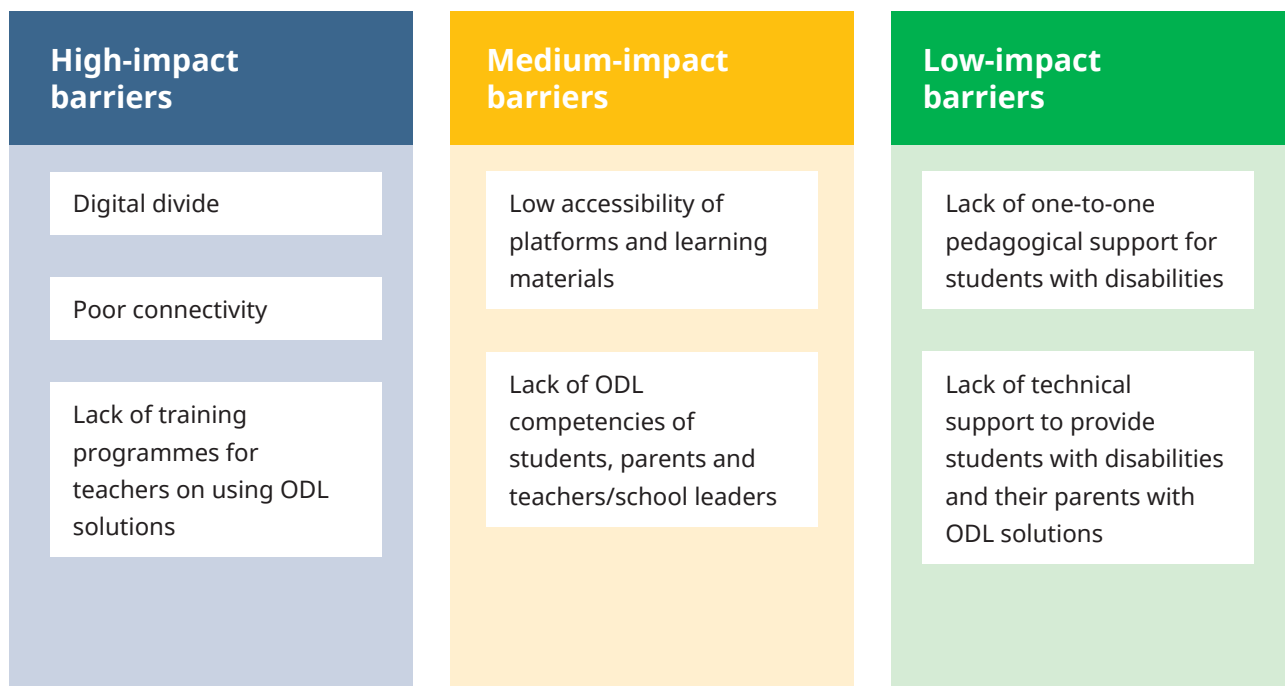 High-impact
barriers
Digital divide
Poor connectivity
Lack of training
programmes for
teachers on using ODL
solutions
Medium-impact
barriers
Low accessibility of
platforms and learning
materials
Lack of ODL
competencies of
students, parents and
teachers/school leaders
Low-impact
barriers
Lack of one-to-one
pedagogical support for
students with disabilities
Lack of technical
support to provide
students with disabilities
and their parents with
ODL solutions